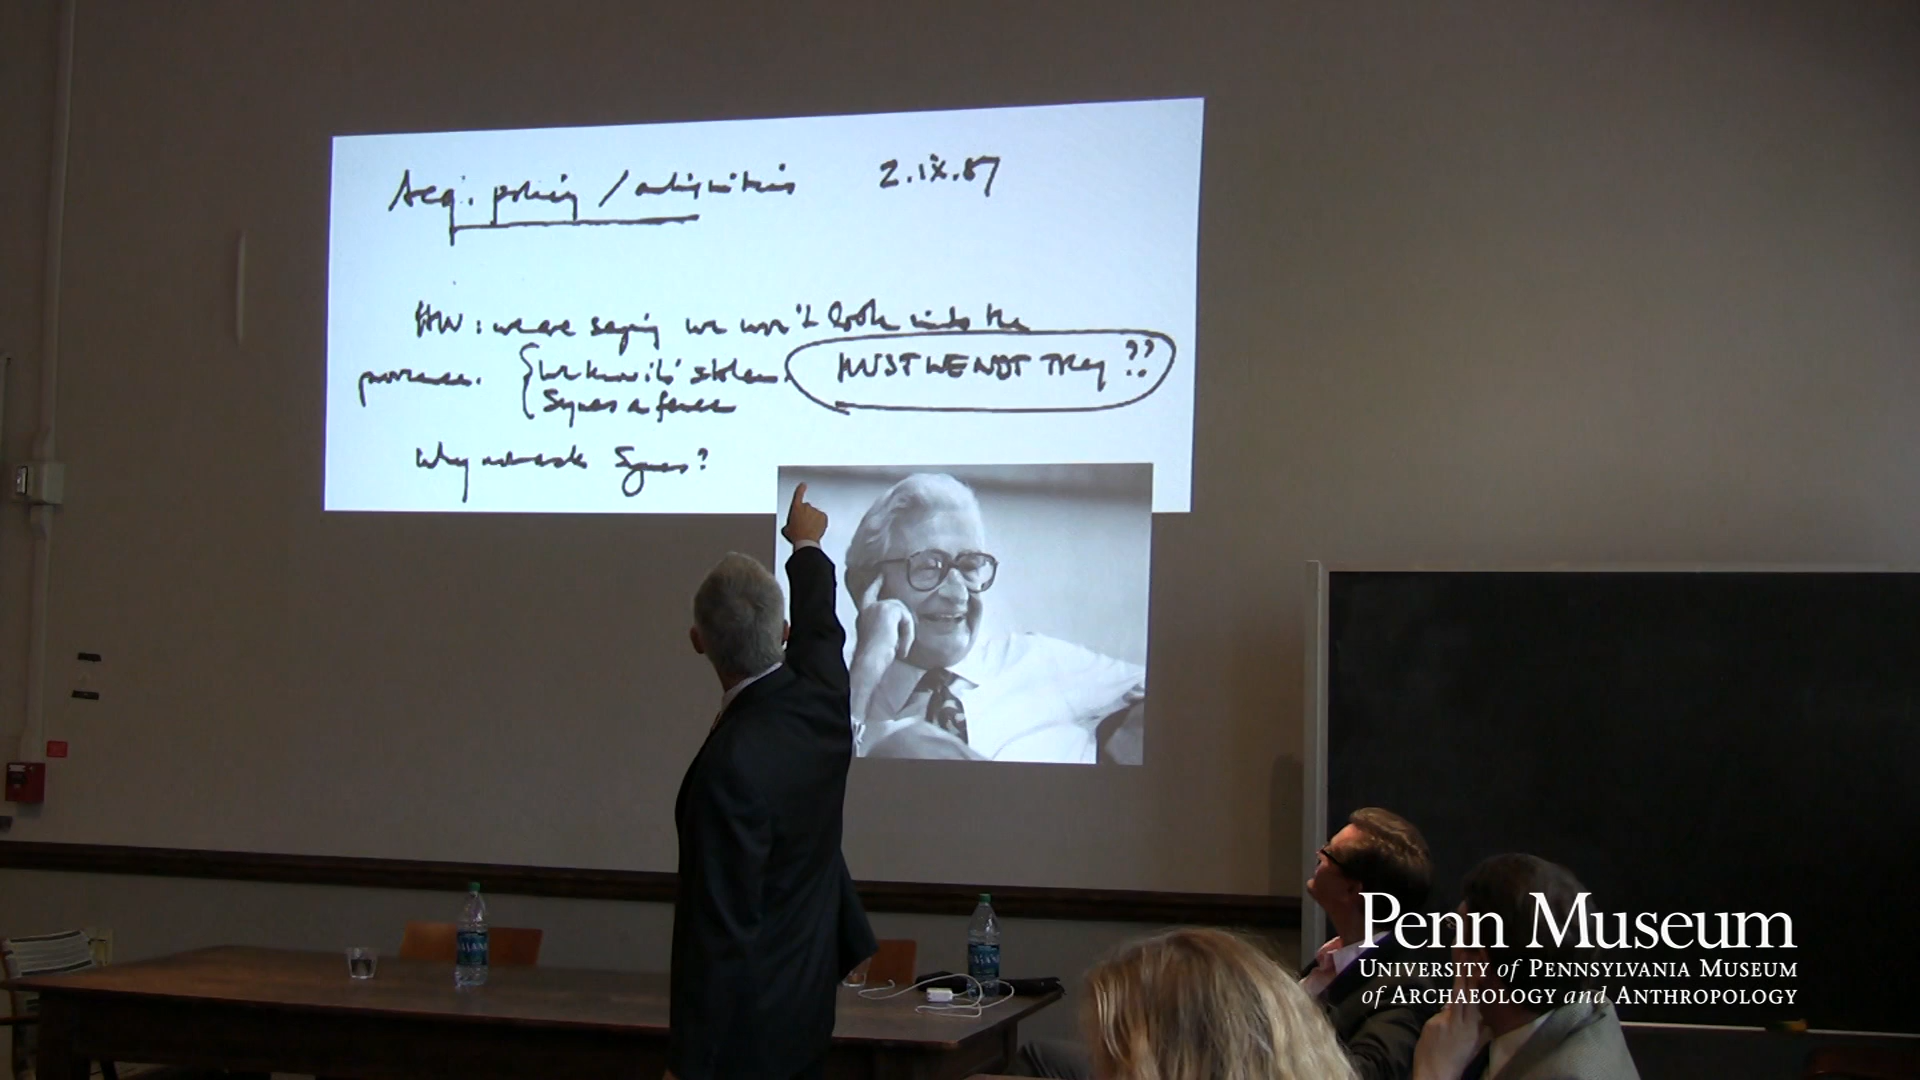 Acq. policy / antiquities 2.ix.87
HW: we are saying we won't look into the
provenance. { We know it's stolen. MUST WE NOT TRY??
Symes a fence
Why not ask Symes?
Penn Museum
UNIVERSITY of PENNSYLVANIA MUSEUM
of ARCHAEOLOGY and ANTHROPOLOGY